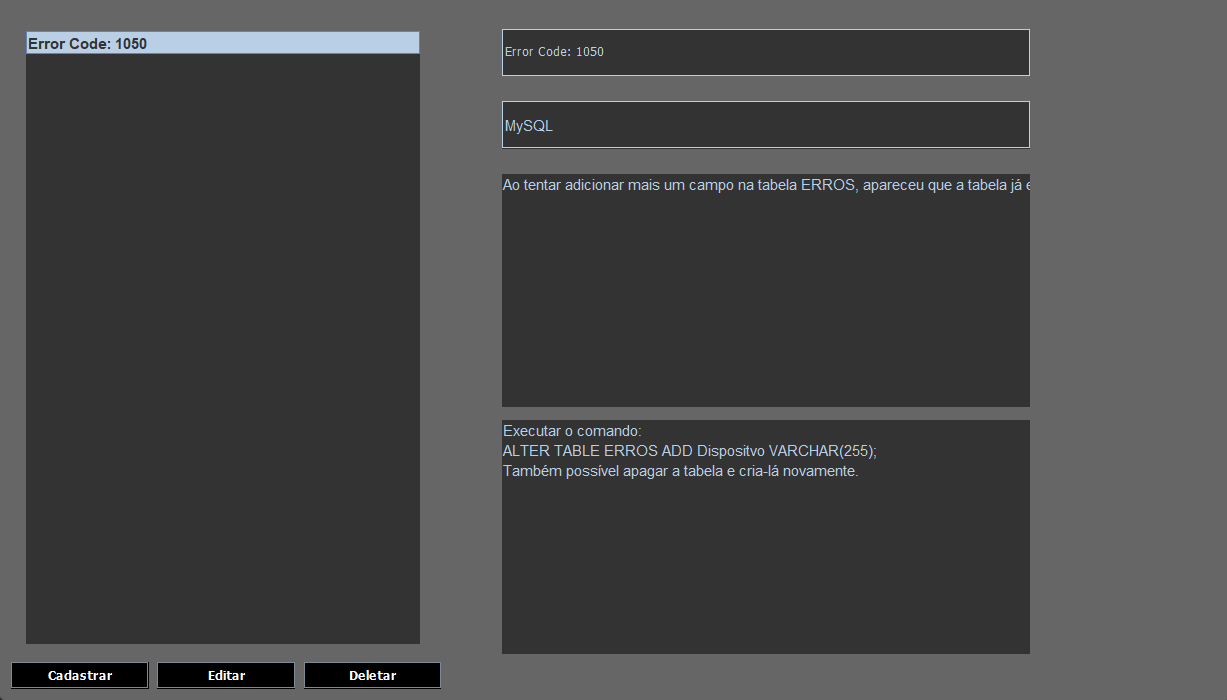 Error Code: 1050
Error Code: 1050
MySQL
Ao tentar adicionar mais um campo na tabela ERROS, apareceu que a tabela já
Executar o comando:
ALTER TABLE ERROS ADD Dispositvo VARCHAR(255);
Também possível apagar a tabela e cria-lá novamente.
Cadastrar
Editar
Deletar